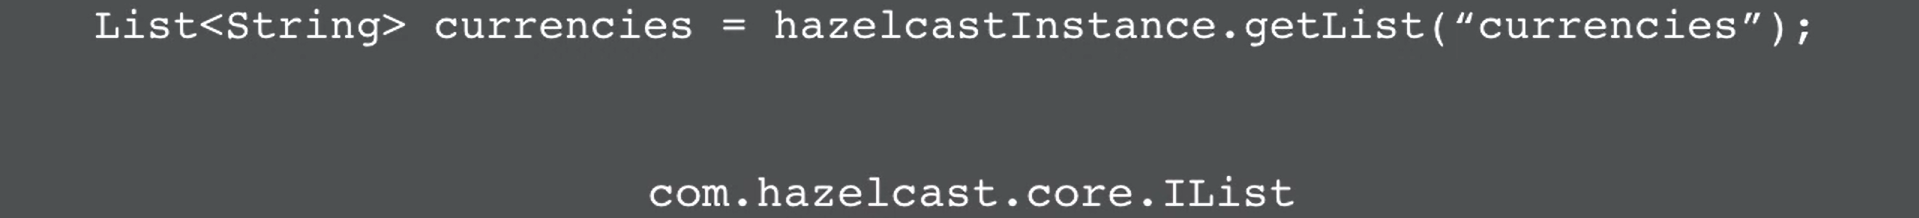 List<String> currencies = hazelcastInstance.getList(“currencies”);
com.hazelcast.core.IList